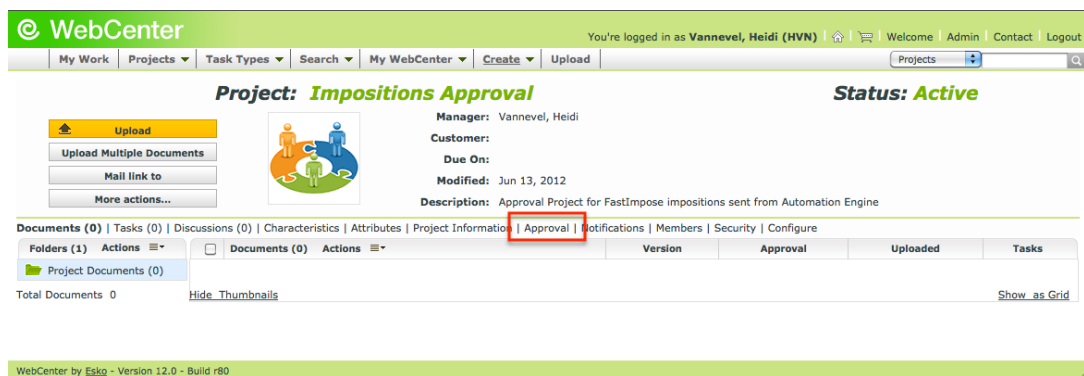 WebCenter
You're logged in as Vannevel, Heidi (HVN) | Welcome | Admin | Contact | Logout
My Work | Projects | Task Types | Search | My WebCenter | Create | Upload | Projects
Project: Impositions Approval Status: Active
Manager: Vannevel, Heidi
Upload
Customer:
Upload Multiple Documents
Due On:
Mail link to
Modified: Jun 13, 2012
More actions...
Description: Approval Project for FastImpose impositions sent from Automation Engine
Documents (0) | Tasks (0) | Discussions (0) | Characteristics | Attributes | Project Information | Approval | Notifications | Members | Security | Configure
Folders (1) Actions Documents (0) Actions Version Approval Uploaded Tasks
Project Documents (0)
Total Documents 0 Hide Thumbnails Show as Grid
WebCenter by Esko - Version 12.0 - Build r80